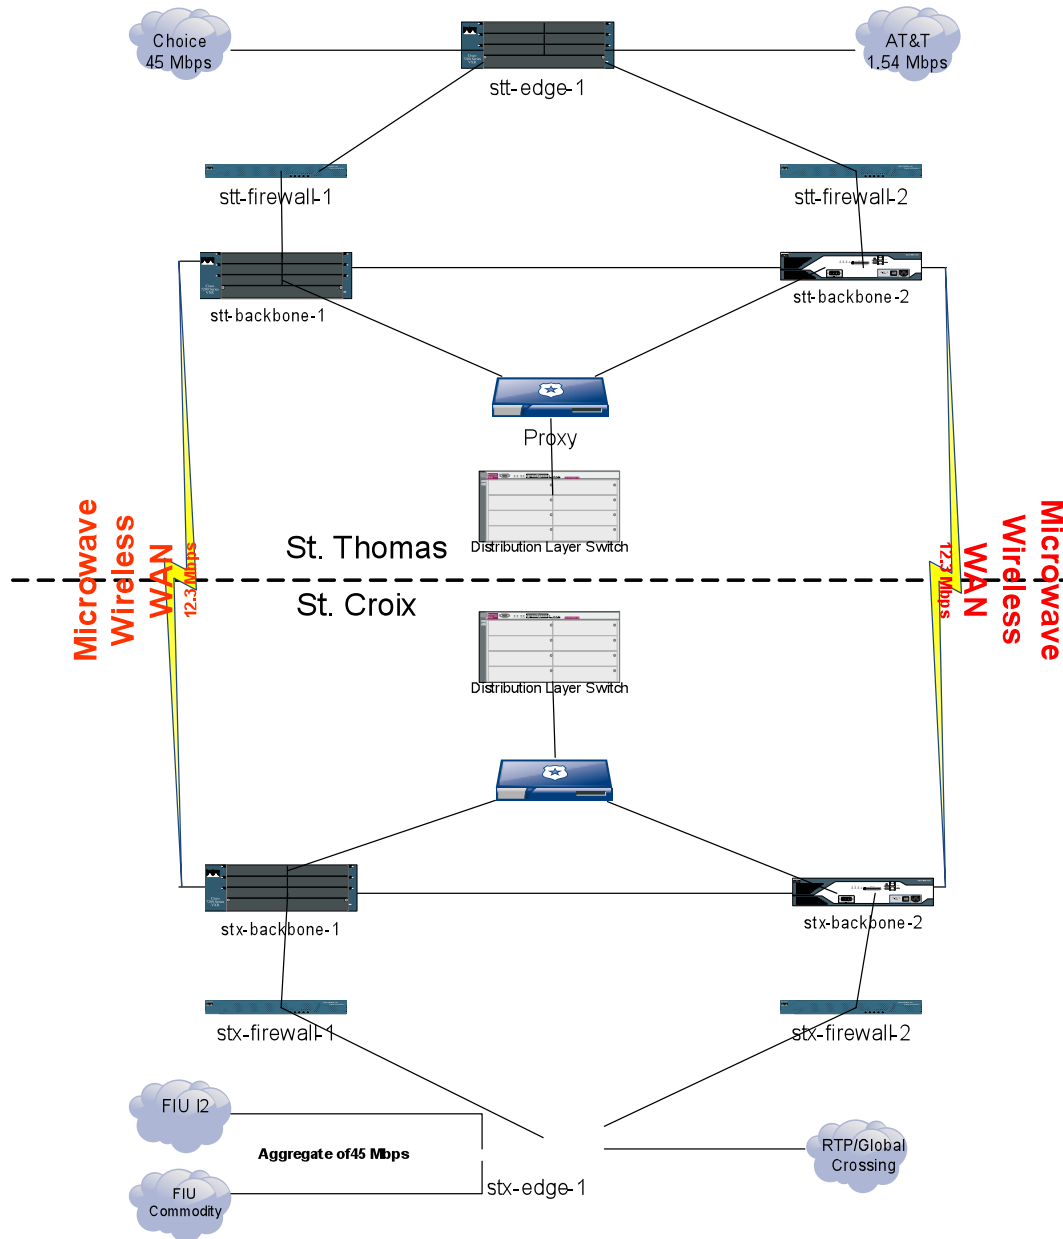 Choice
45 Mbps
AT&T
1.54 Mbps
stt-edge-1
stt-firewall-1
stt-firewall-2
stt-backbone-1
stt-backbone-2
Proxy
Distribution Layer Switch
St. Thomas
Microwave
Wireless
WAN
12.3 Mbps
Microwave
Wireless
WAN
12.3 Mbps
St. Croix
Distribution Layer Switch
stx-backbone-1
stx-backbone-2
stx-firewall-1
stx-firewall-2
FIU I2
Aggregate of 45 Mbps
FIU
Commodity
stx-edge-1
RTP/Global
Crossing